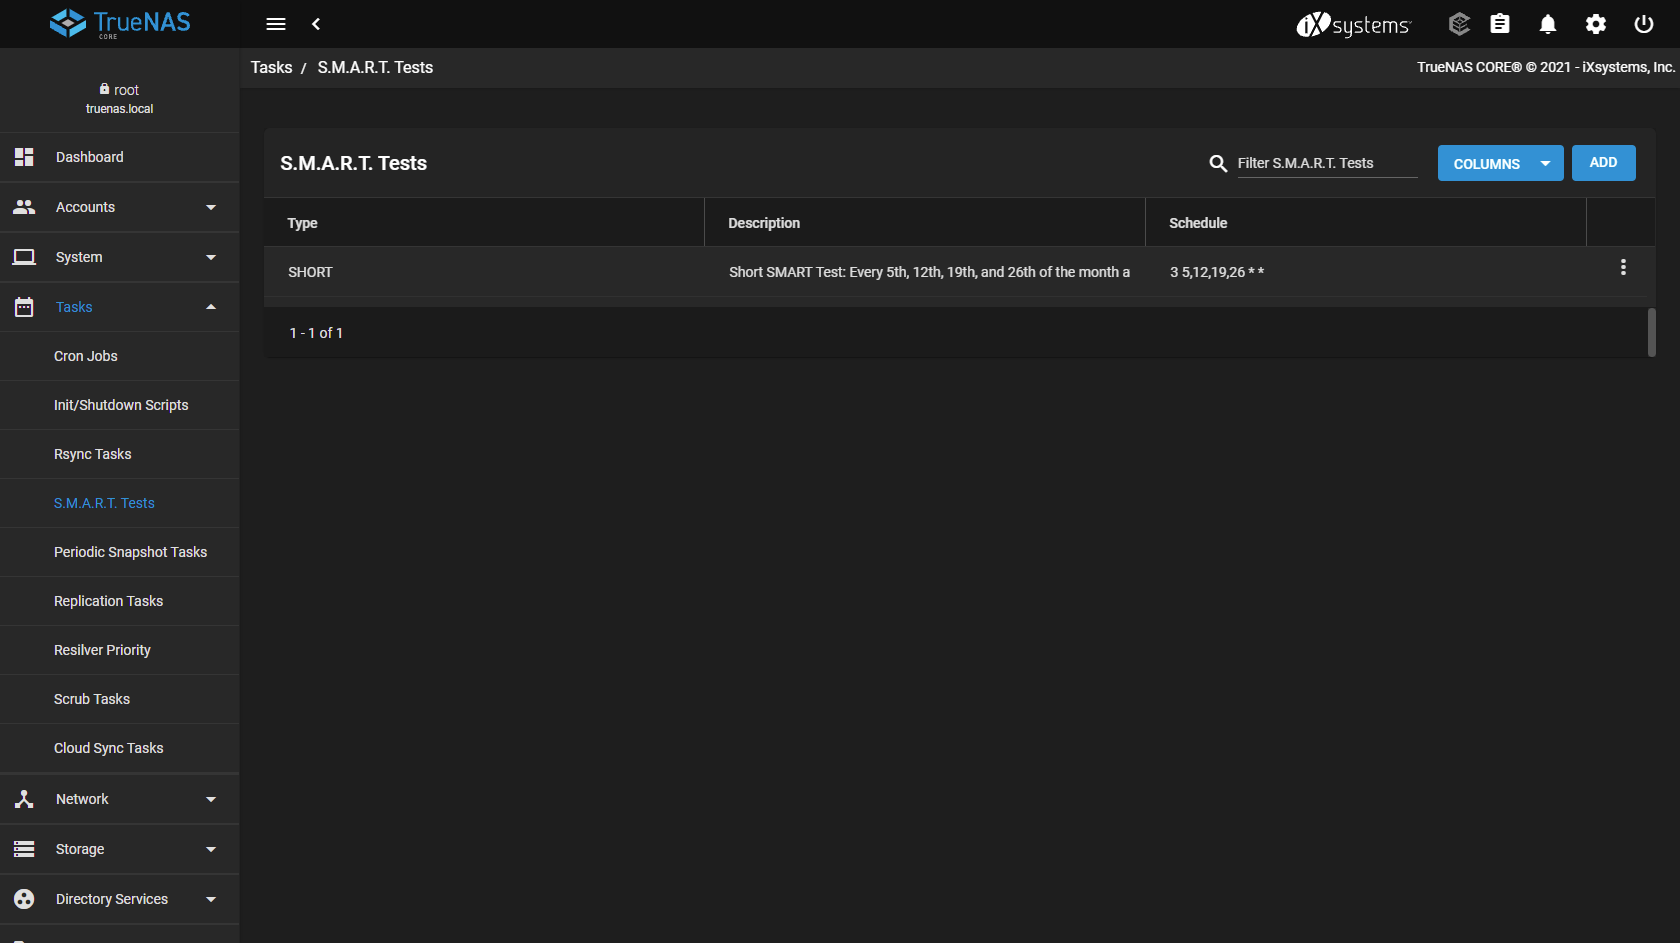 TrueNAS
CORE
iXsystems
root
truenas.local
Tasks / S.M.A.R.T. Tests
TrueNAS CORE® © 2021 - iXsystems, Inc.
Dashboard
Accounts
System
Tasks
Cron Jobs
Init/Shutdown Scripts
Rsync Tasks
S.M.A.R.T. Tests
Periodic Snapshot Tasks
Replication Tasks
Resilver Priority
Scrub Tasks
Cloud Sync Tasks
Network
Storage
Directory Services
S.M.A.R.T. Tests
Filter S.M.A.R.T. Tests
COLUMNS
ADD
Type Description Schedule
SHORT Short SMART Test: Every 5th, 12th, 19th, and 26th of the month a 3 5,12,19,26 * *
1 - 1 of 1